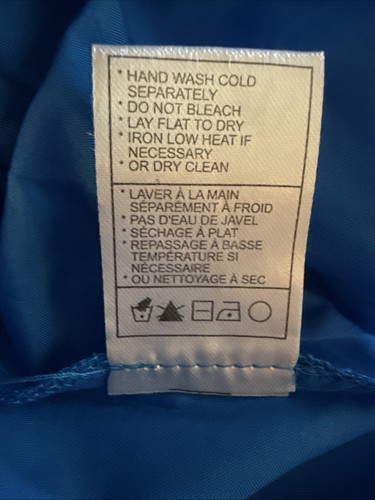 * HAND WASH COLD
SEPARATELY
* DO NOT BLEACH
* LAY FLAT TO DRY
* IRON LOW HEAT IF
NECESSARY
* OR DRY CLEAN
* LAVER À LA MAIN
SÉPARÉMENT À FROID
* PAS D'EAU DE JAVEL
* SÉCHAGE À PLAT
* REPASSAGE À BASSE
TEMPÉRATURE SI
NÉCESSAIRE
* OU NETTOYAGE À SEC